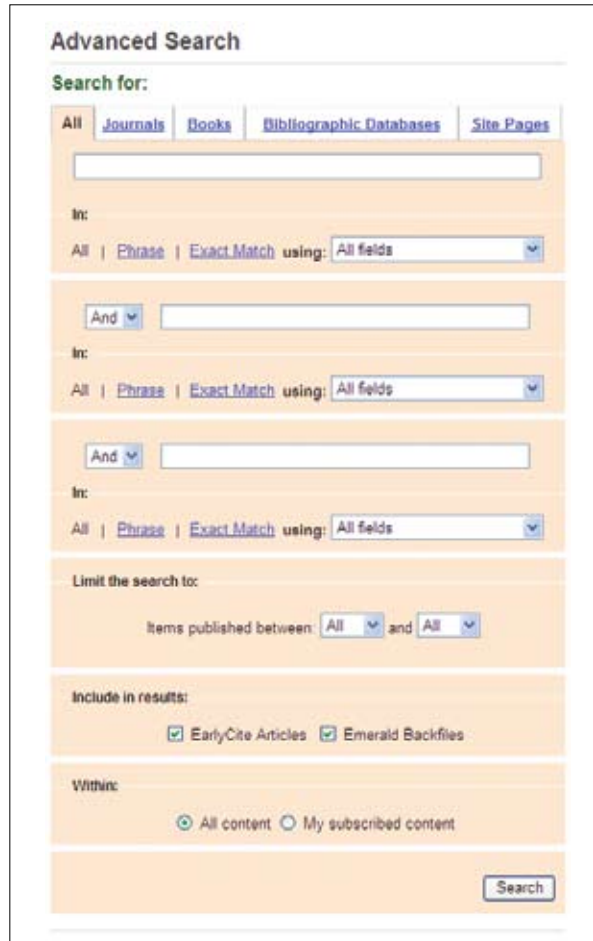 Advanced Search
Search for:
All Journals Books Bibliographic Databases Site Pages
In:
All | Phrase | Exact Match using: All fields
And
In:
All | Phrase | Exact Match using: All fields
And
In:
All | Phrase | Exact Match using: All fields
Limit the search to:
Items published between: All and All
Include in results:
EarlyCite Articles Emerald Backfiles
Within:
All content My subscribed content
Search